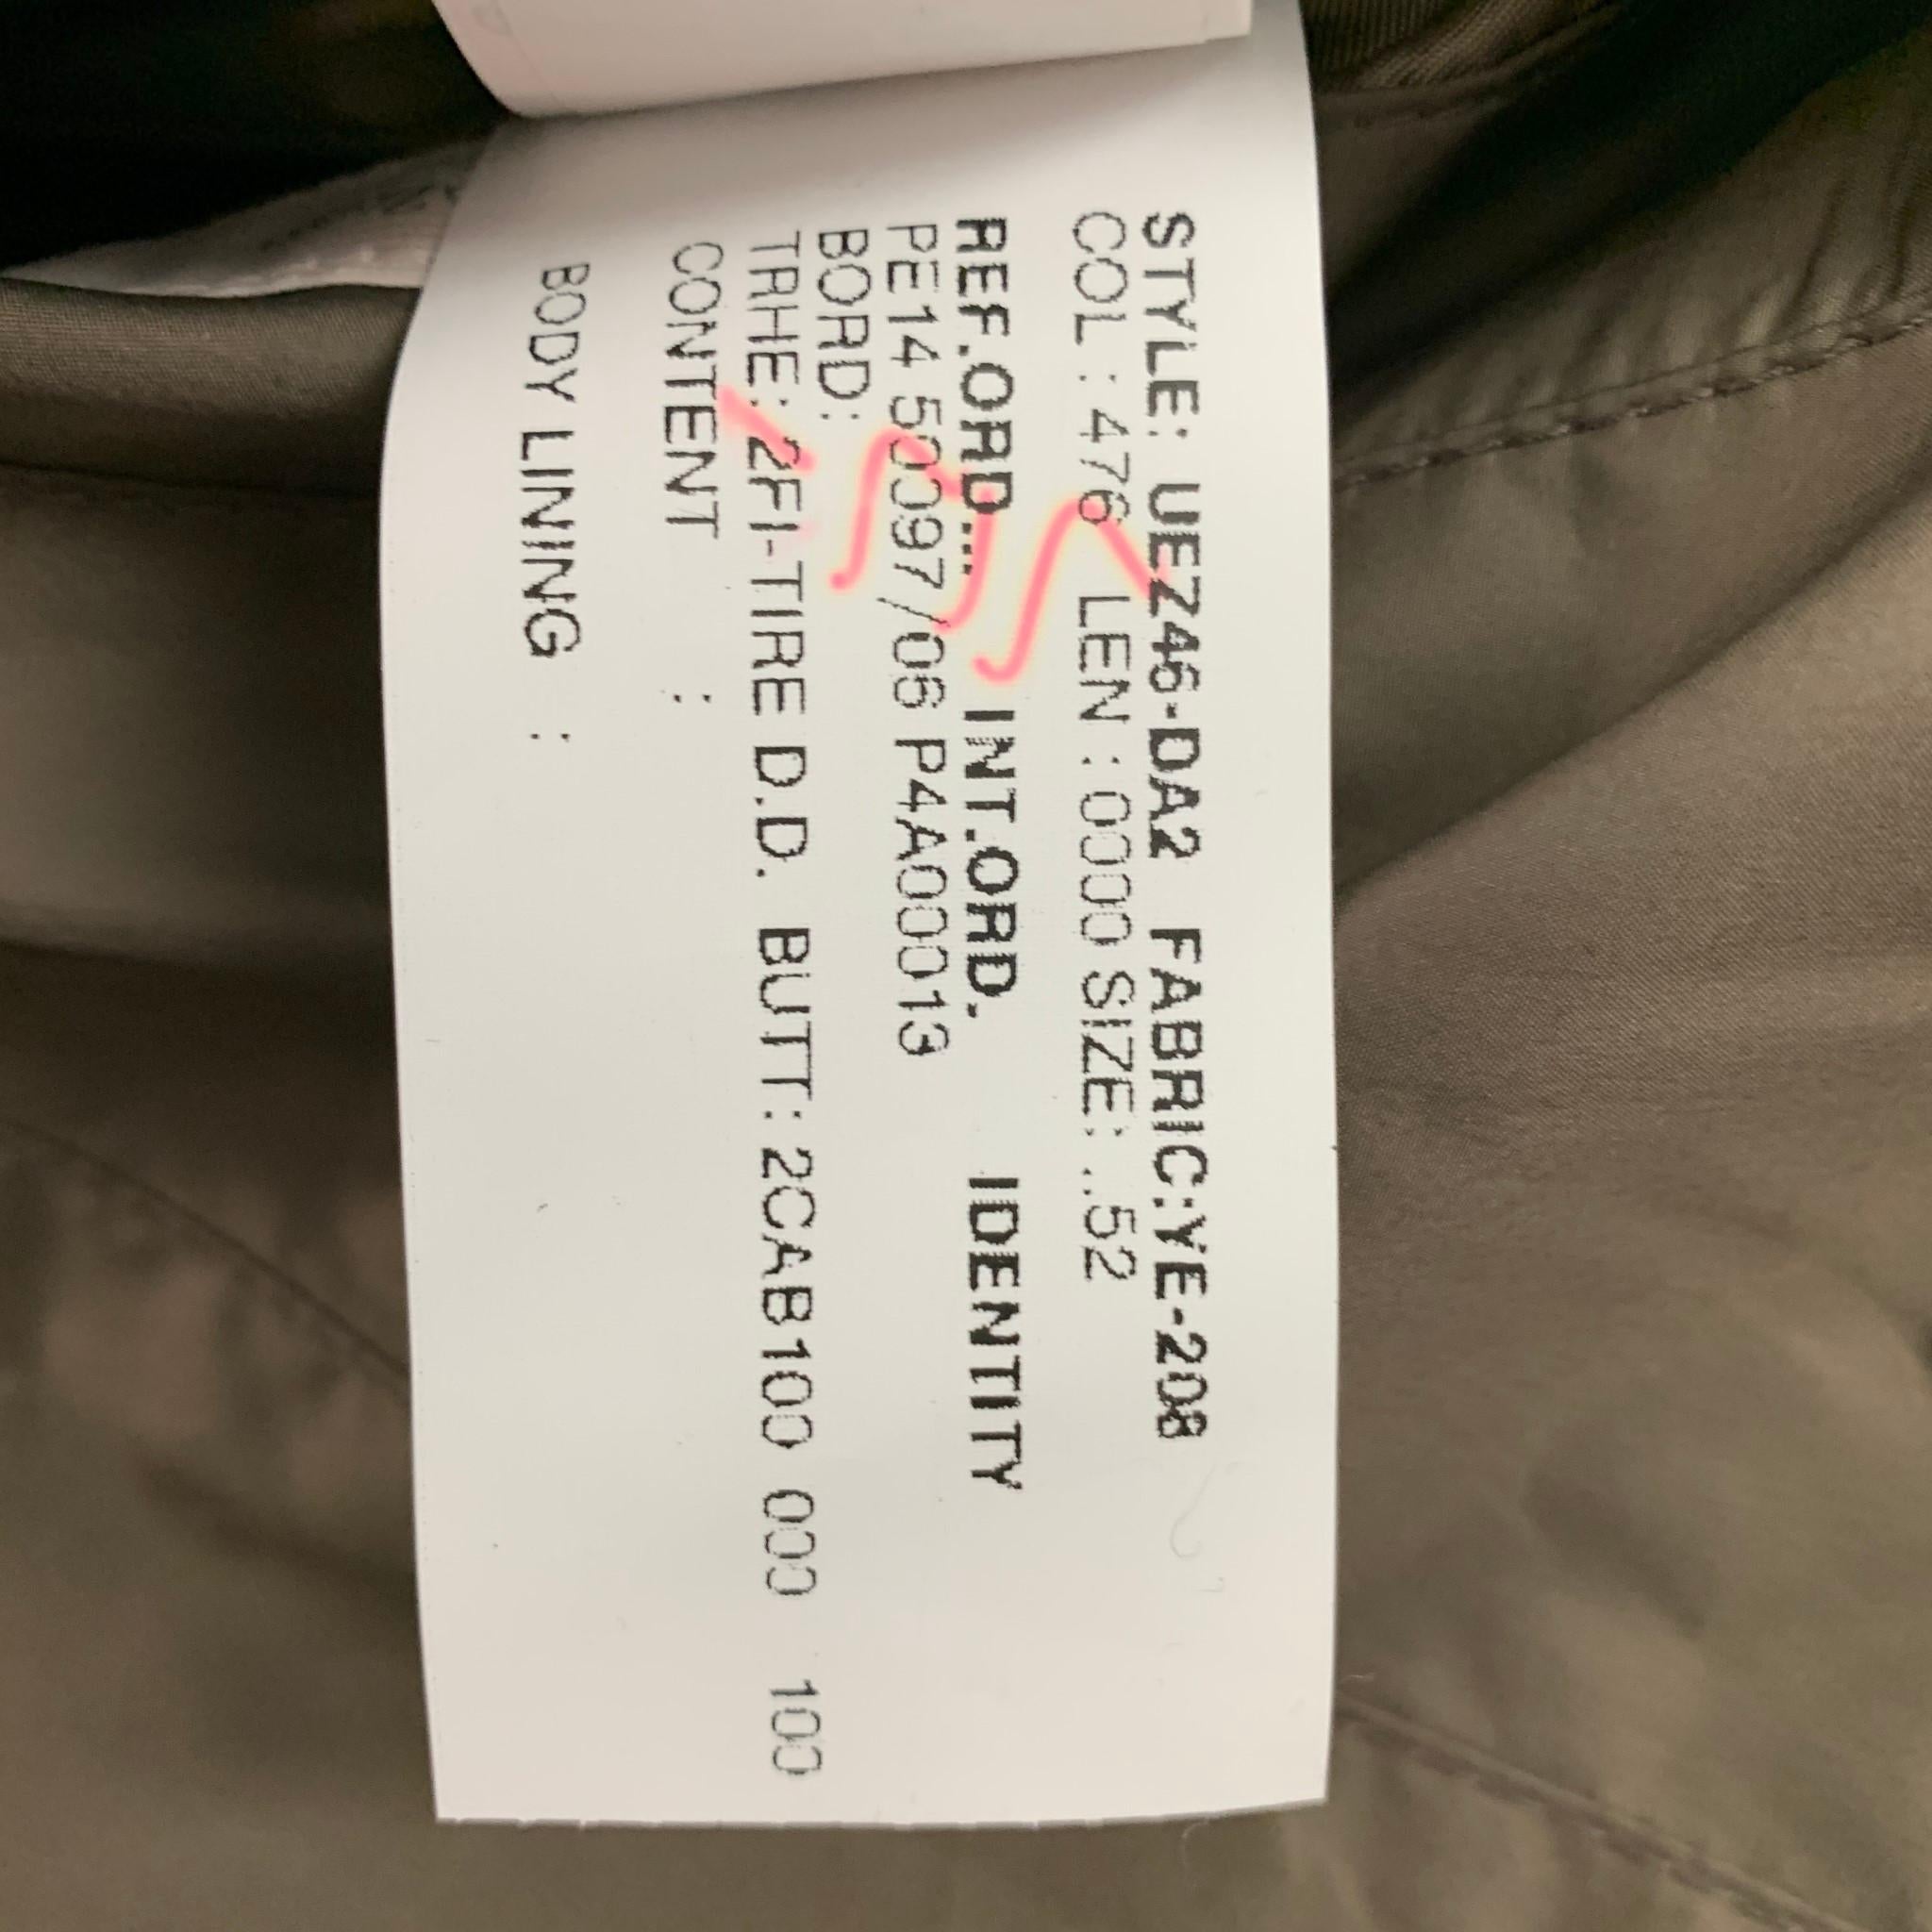 STYLE: UEZ46-DA2 FABRIC:YE-208
COL : 476 LEN : 0000 SIZE: ..52
REF.ORD... INT.ORD. IDENTITY
PE14 50097/06 P4A00013
BORD:
TRHE: 2FI-TIRE D.D. BUTT: 2CAB100 000 100
CONTENT :
BODY LINING :